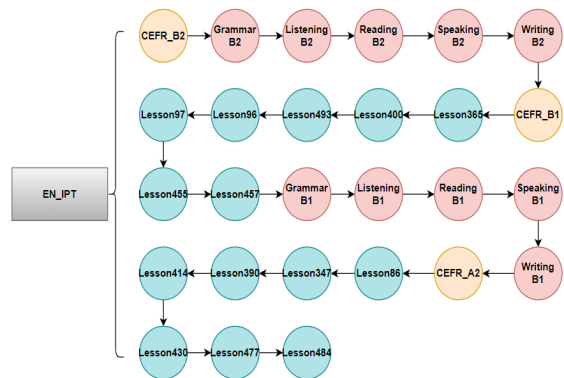 CEFR_B2
Grammar
B2
Listening
B2
Reading
B2
Speaking
B2
Writing
B2
CEFR_B1
Lesson365
Lesson400
Lesson493
Lesson96
Lesson97
EN_IPT
Lesson455
Lesson457
Grammar
B1
Listening
B1
Reading
B1
Speaking
B1
Writing
B1
CEFR_A2
Lesson86
Lesson347
Lesson390
Lesson414
Lesson430
Lesson477
Lesson484